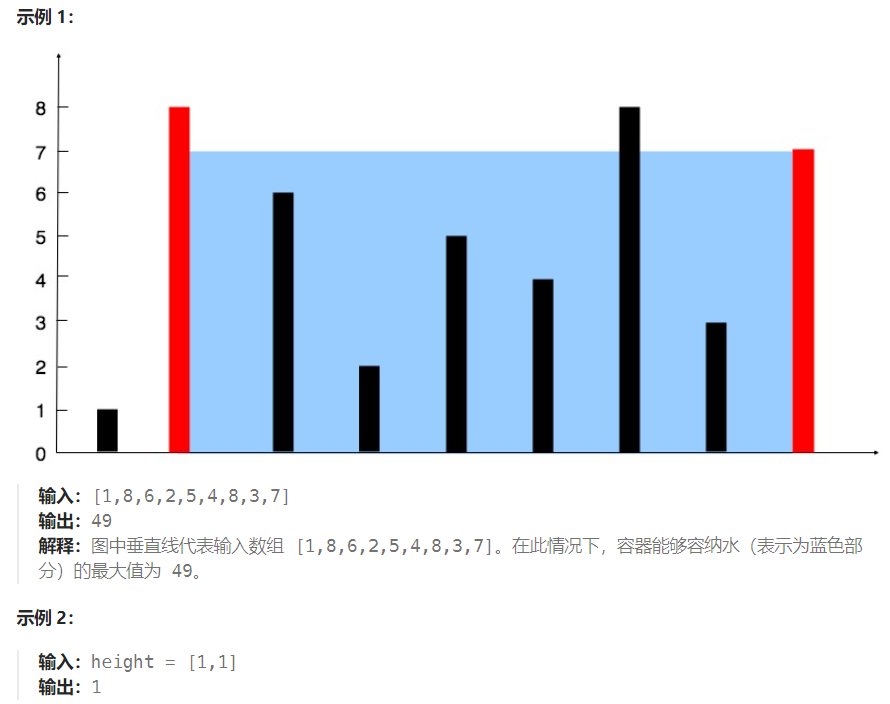 示例 1：
8
7
6
5
4
3
2
1
0
输入：[1,8,6,2,5,4,8,3,7]
输出：49
解释：图中垂直线代表输入数组 [1,8,6,2,5,4,8,3,7]。在此情况下，容器能够容纳水（表示为蓝色部
分）的最大值为 49。
示例 2：
输入：height = [1,1]
输出：1